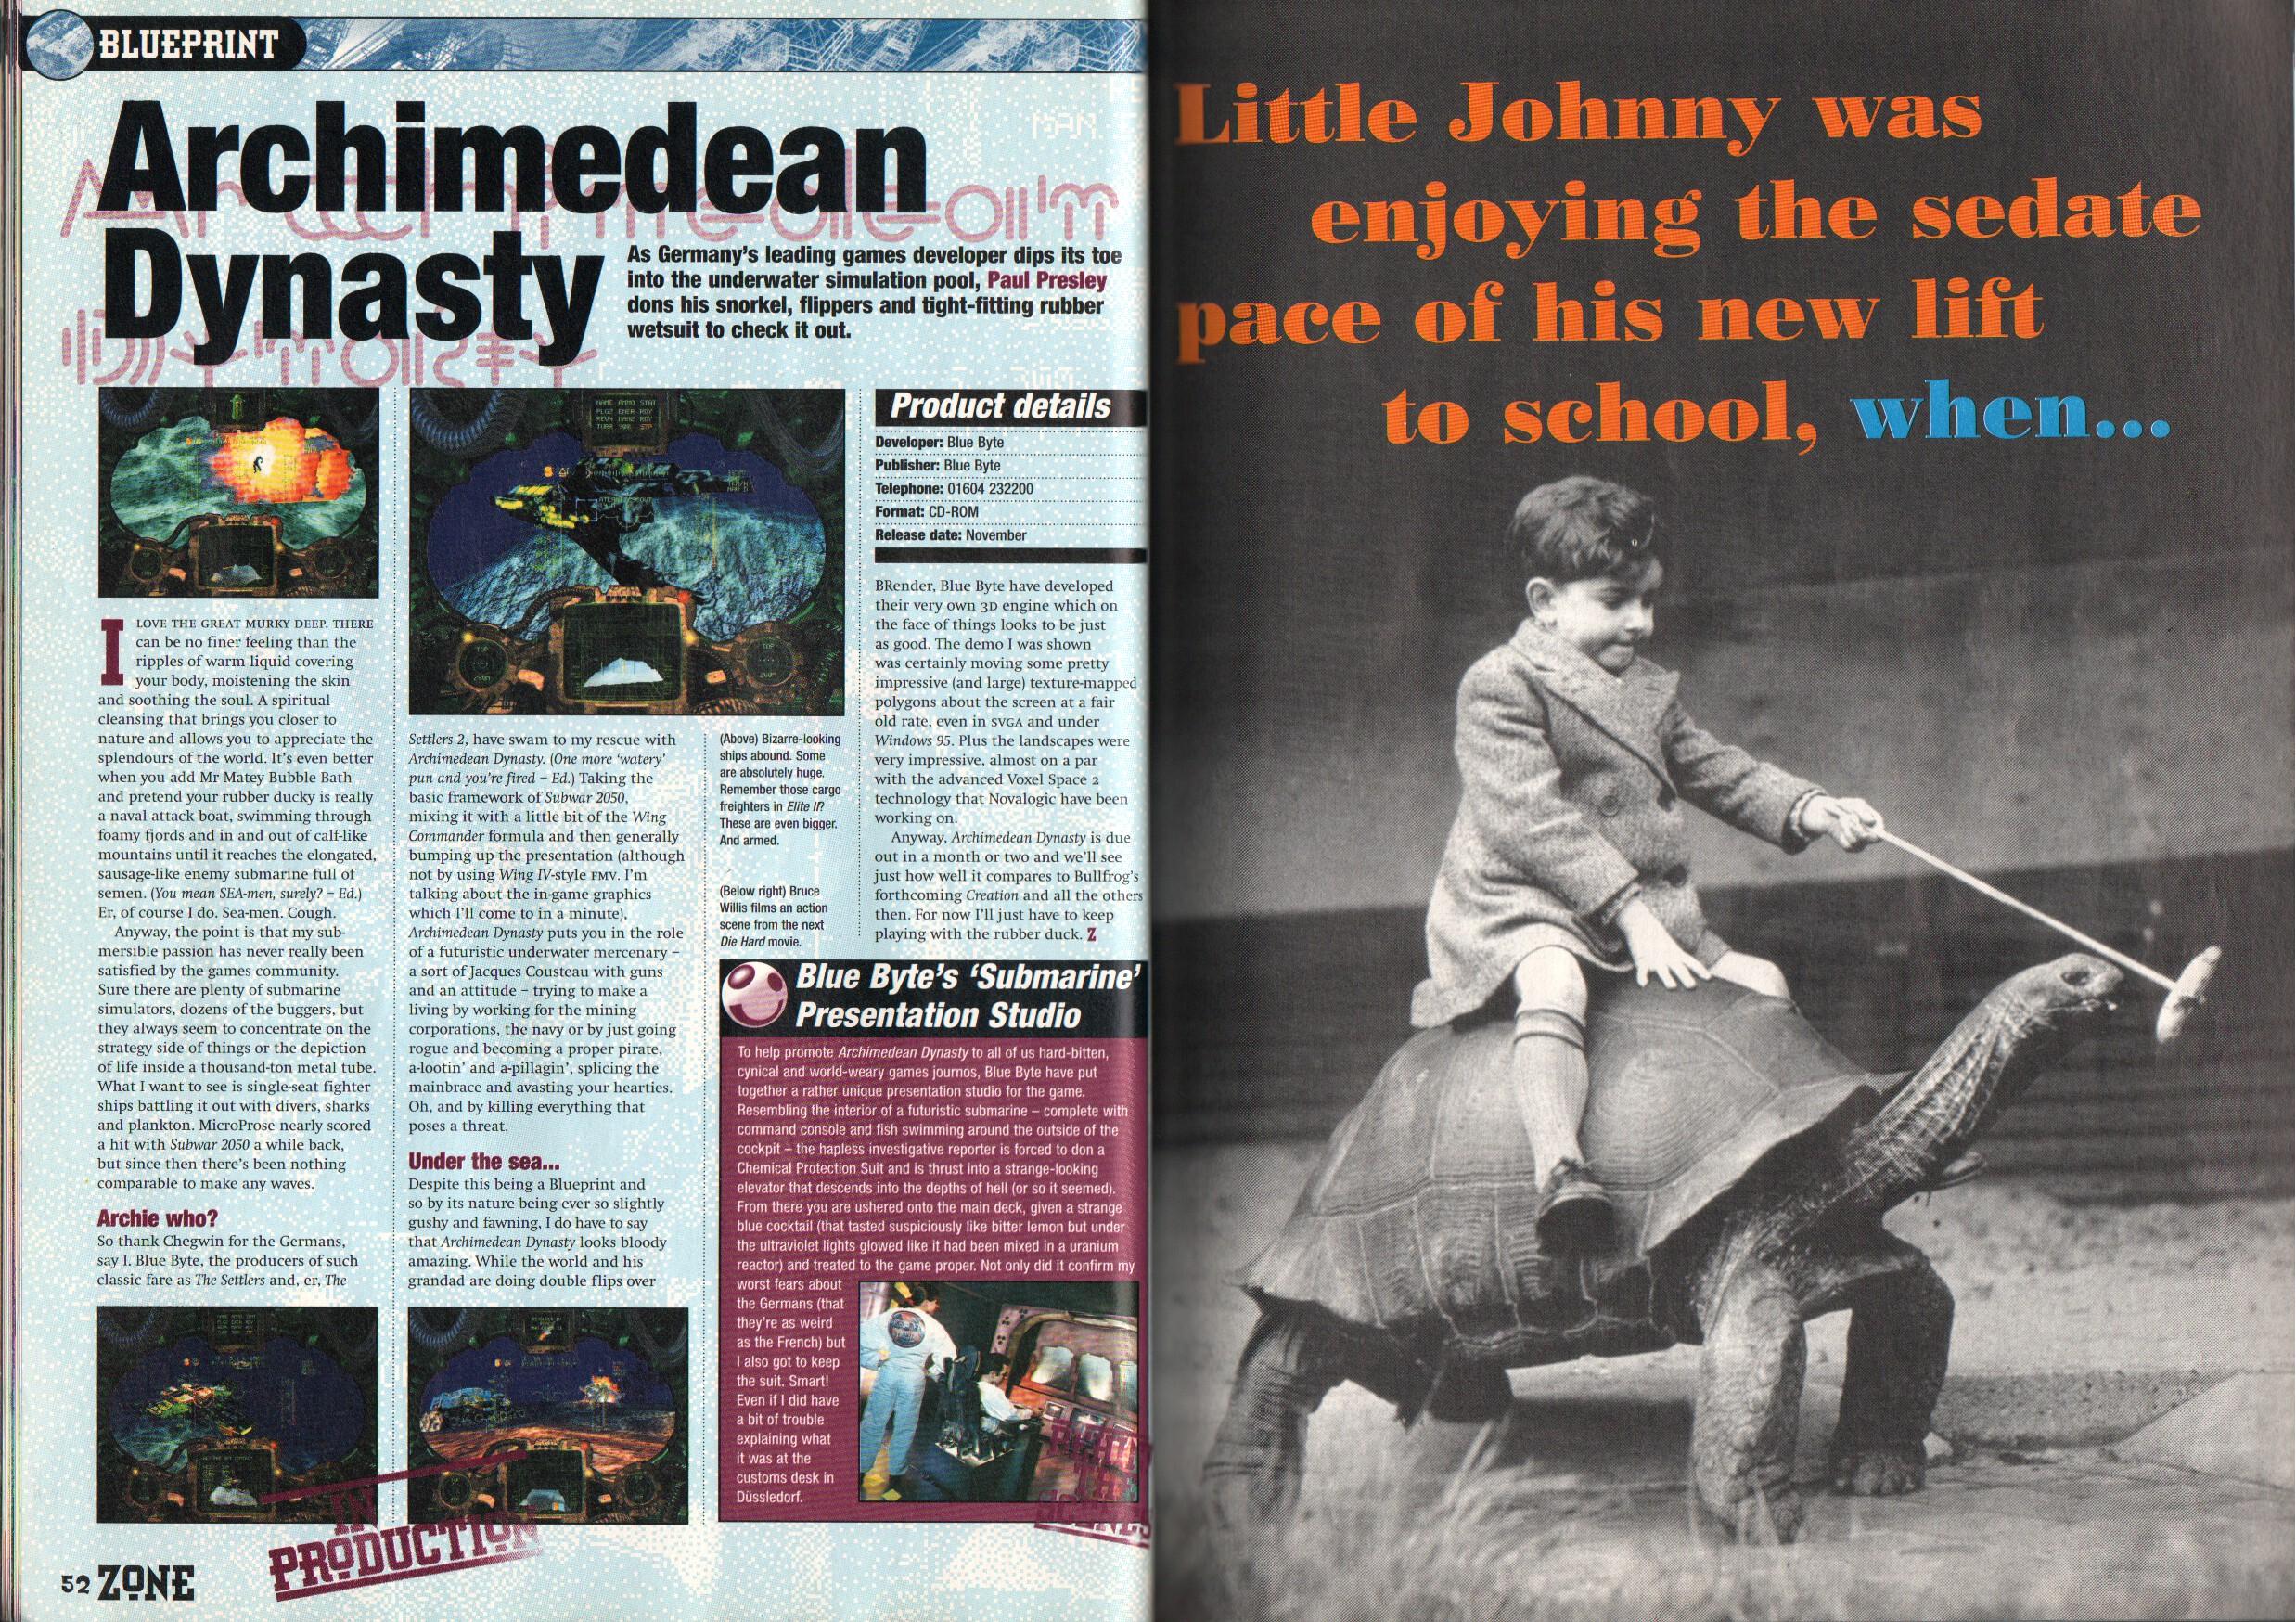 BLUEPRINT
Archimedean
Dynasty
As Germany's leading games developer dips its toe
into the underwater simulation pool, Paul Presley
dons his snorkel, flippers and tight-fitting rubber
wetsuit to check it out.
I LOVE THE GREAT MURKY DEEP. THERE
can be no finer feeling than the
ripples of warm liquid covering
your body, moistening the skin
and soothing the soul. A spiritual
cleansing that brings you closer to
nature and allows you to appreciate the
splendours of the world. It's even better
when you add Mr Matey Bubble Bath
and pretend your rubber ducky is really
a naval attack boat, swimming through
foamy fjords and in and out of calf-like
mountains until it reaches the elongated,
sausage-like enemy submarine full of
semen. (You mean SEA-men, surely? – Ed.)
Er, of course I do. Sea-men. Cough.
Anyway, the point is that my sub-
mersible passion has never really been
satisfied by the games community.
Sure there are plenty of submarine
simulators, dozens of the buggers, but
they always seem to concentrate on the
strategy side of things or the depiction
of life inside a thousand-ton metal tube.
What I want to see is single-seat fighter
ships battling it out with divers, sharks
and plankton. MicroProse nearly scored
a hit with Subwar 2050 a while back,
but since then there's been nothing
comparable to make any waves.
Archie who?
So thank Chegwin for the Germans,
say I. Blue Byte, the producers of such
classic fare as The Settlers and, er, The
Settlers 2, have swam to my rescue with
Archimedean Dynasty. (One more 'watery'
pun and you're fired – Ed.) Taking the
basic framework of Subwar 2050,
mixing it with a little bit of the Wing
Commander formula and then generally
bumping up the presentation (although
not by using Wing IV-style FMV. I'm
talking about the in-game graphics
which I'll come to in a minute),
Archimedean Dynasty puts you in the role
of a futuristic underwater mercenary –
a sort of Jacques Cousteau with guns
and an attitude – trying to make a
living by working for the mining
corporations, the navy or by just going
rogue and becoming a proper pirate,
a-lootin' and a-pillagin', splicing the
mainbrace and avasting your hearties.
Oh, and by killing everything that
poses a threat.
Under the sea...
Despite this being a Blueprint and
so by its nature being ever so slightly
gushy and fawning, I do have to say
that Archimedean Dynasty looks bloody
amazing. While the world and his
grandad are doing double flips over
(Above) Bizarre-looking
ships abound. Some
are absolutely huge.
Remember those cargo
freighters in Elite II?
These are even bigger.
And armed.
(Below right) Bruce
Willis films an action
scene from the next
Die Hard movie.
Product details
Developer: Blue Byte
Publisher: Blue Byte
Telephone: 01604 232200
Format: CD-ROM
Release date: November
BRender, Blue Byte have developed
their very own 3D engine which on
the face of things looks to be just
as good. The demo I was shown
was certainly moving some pretty
impressive (and large) texture-mapped
polygons about the screen at a fair
old rate, even in SVGA and under
Windows 95. Plus the landscapes were
very impressive, almost on a par
with the advanced Voxel Space 2
technology that Novalogic have been
working on.
Anyway, Archimedean Dynasty is due
out in a month or two and we'll see
just how well it compares to Bullfrog's
forthcoming Creation and all the others
then. For now I'll just have to keep
playing with the rubber duck. Z
Blue Byte's 'Submarine'
Presentation Studio
To help promote Archimedean Dynasty to all of us hard-bitten,
cynical and world-weary games journos, Blue Byte have put
together a rather unique presentation studio for the game.
Resembling the interior of a futuristic submarine – complete with
command console and fish swimming around the outside of the
cockpit – the hapless investigative reporter is forced to don a
Chemical Protection Suit and is thrust into a strange-looking
elevator that descends into the depths of hell (or so it seemed).
From there you are ushered onto the main deck, given a strange
blue cocktail (that tasted suspiciously like bitter lemon but under
the ultraviolet lights glowed like it had been mixed in a uranium
reactor) and treated to the game proper. Not only did it confirm my
worst fears about
the Germans (that
they're as weird
as the French) but
I also got to keep
the suit. Smart!
Even if I did have
a bit of trouble
explaining what
it was at the
customs desk in
Düssledorf.
IN
PRODUCTION
52 ZONE
Little Johnny was
enjoying the sedate
pace of his new lift
to school, when...